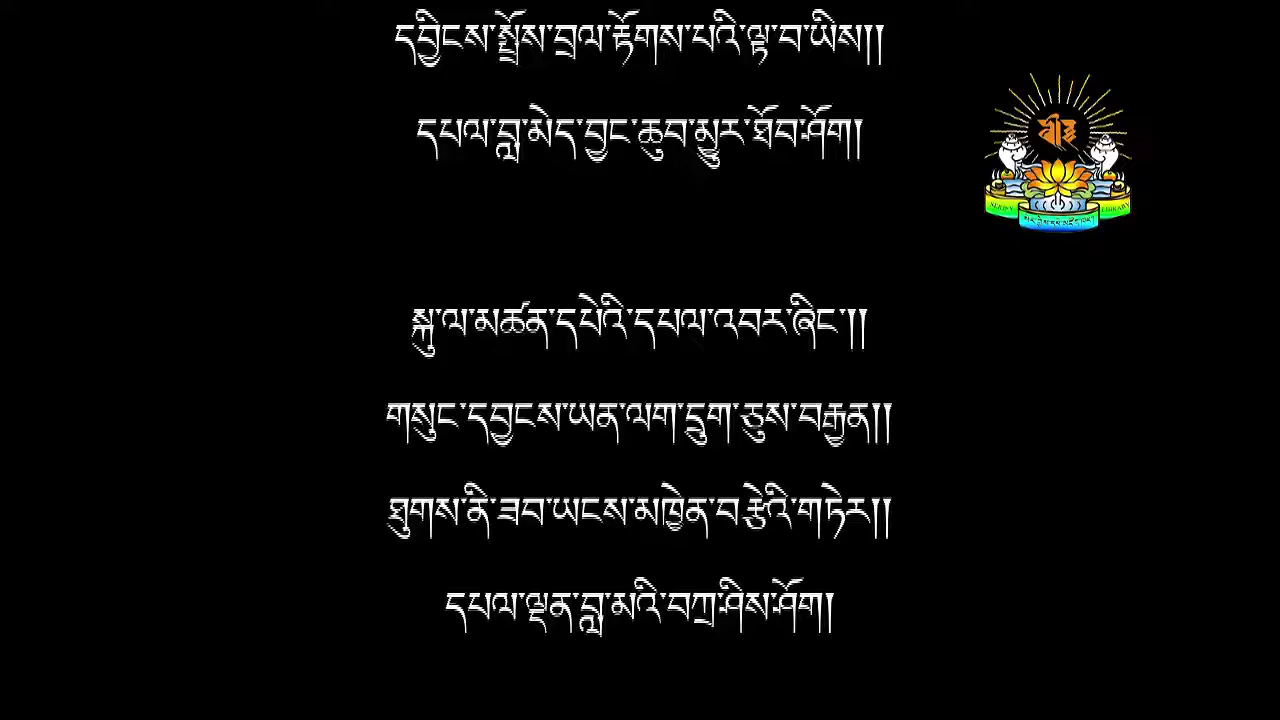 དབྱིངས་སྤྲོས་བྲལ་རྟོགས་པའི་ལྟ་བ་ཡིས།།
དཔལ་བླ་མེད་བྱང་ཆུབ་མྱུར་ཐོབ་ཤོག།
སྐུ་ལ་མཚན་དཔེའི་དཔལ་འབར་ཞིང་།།
གསུང་དབྱངས་ཡན་ལག་དྲུག་ཅུས་བརྒྱན།།
ཐུགས་ནི་ཟབ་ཡངས་མཁྱེན་བརྩེའི་གཏེར།།
དཔལ་ལྡན་བླ་མའི་བཀྲ་ཤིས་ཤོག།